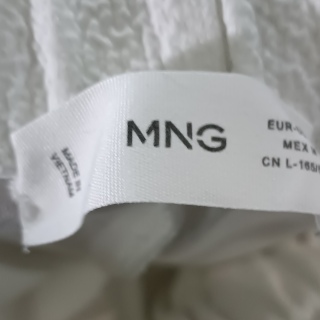 MADE IN
VIETNAM
MNG
EUR-
MEX
CN L-165/